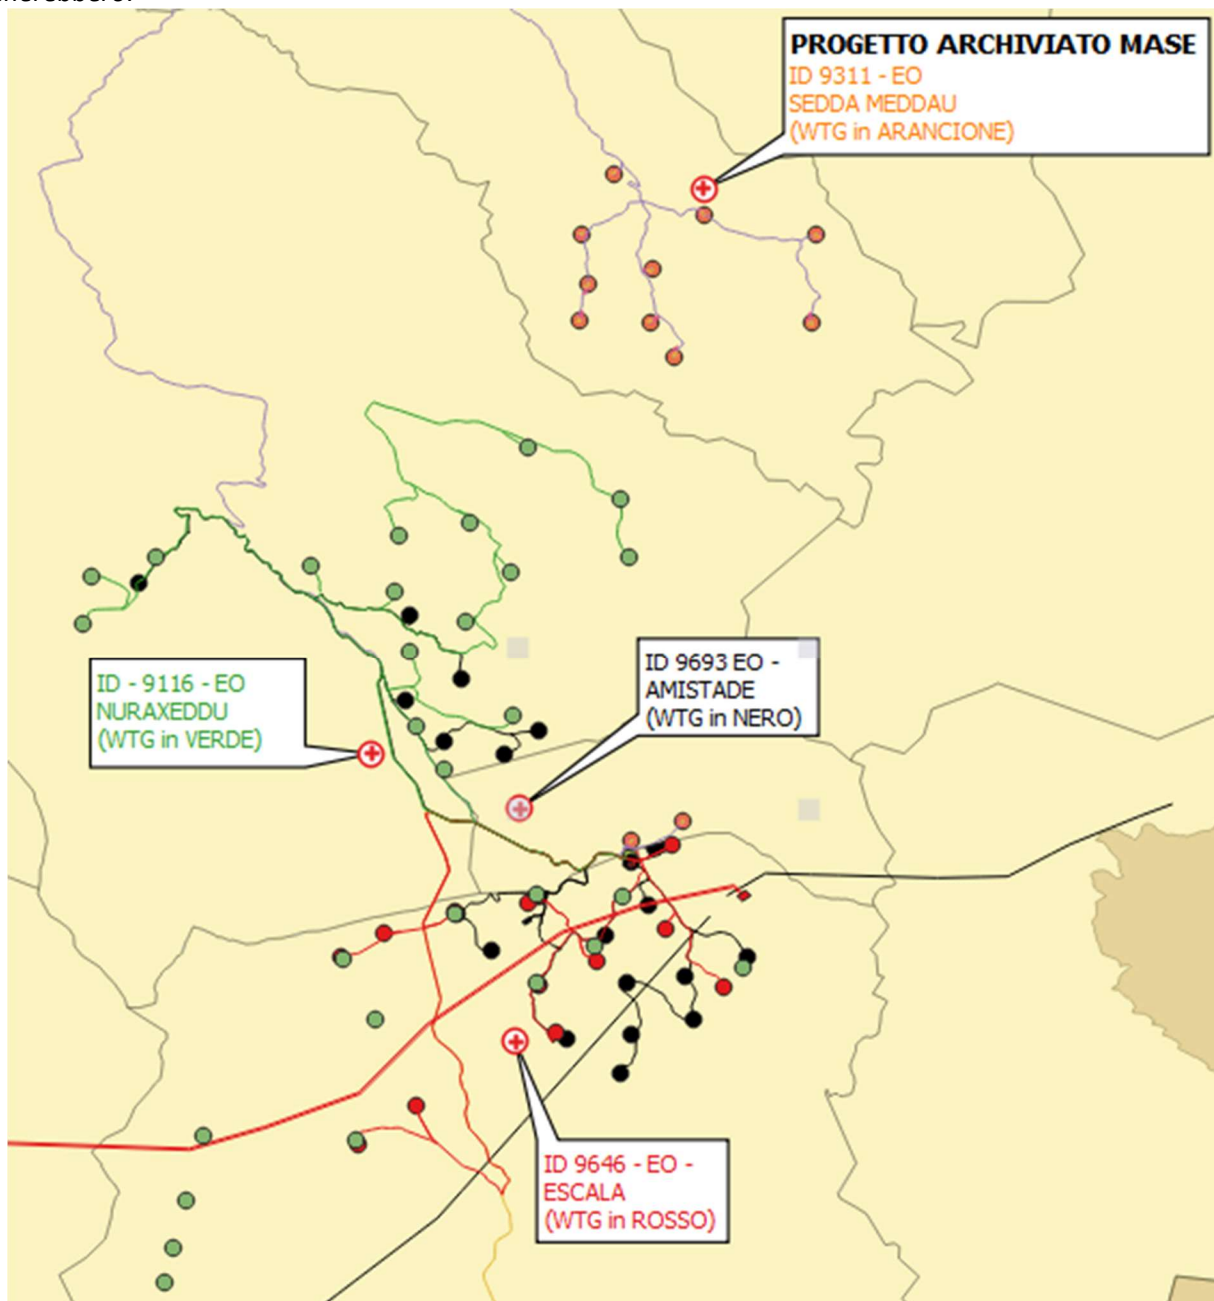 PROGETTO ARCHIVIATO MASE
ID 9311 - EO
SEDDA MEDDAU
(WTG in ARANCIONE)
ID 9693 EO -
AMISTADE
(WTG in NERO)
ID - 9116 - EO
NURAXEDDU
(WTG in VERDE)
ID 9646 - EO -
ESCALA
(WTG in ROSSO)